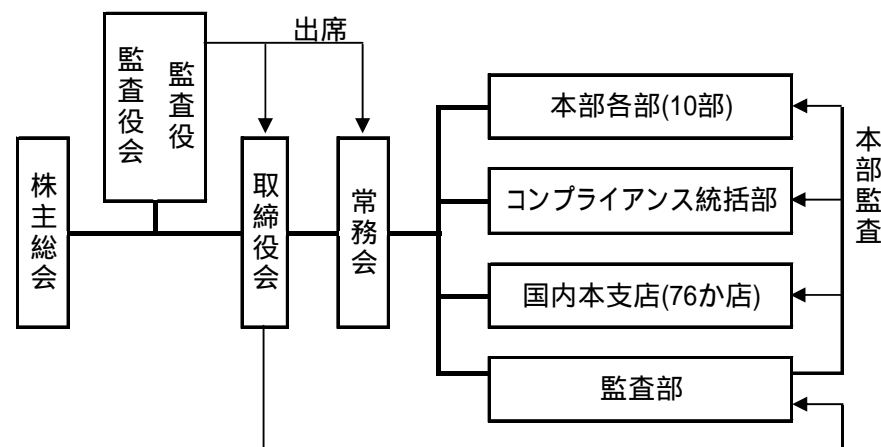 出席
監査役
監査役会
株主総会
取締役会
常務会
本部各部(10部)
コンプライアンス統括部
国内本支店(76か店)
監査部
本部監査